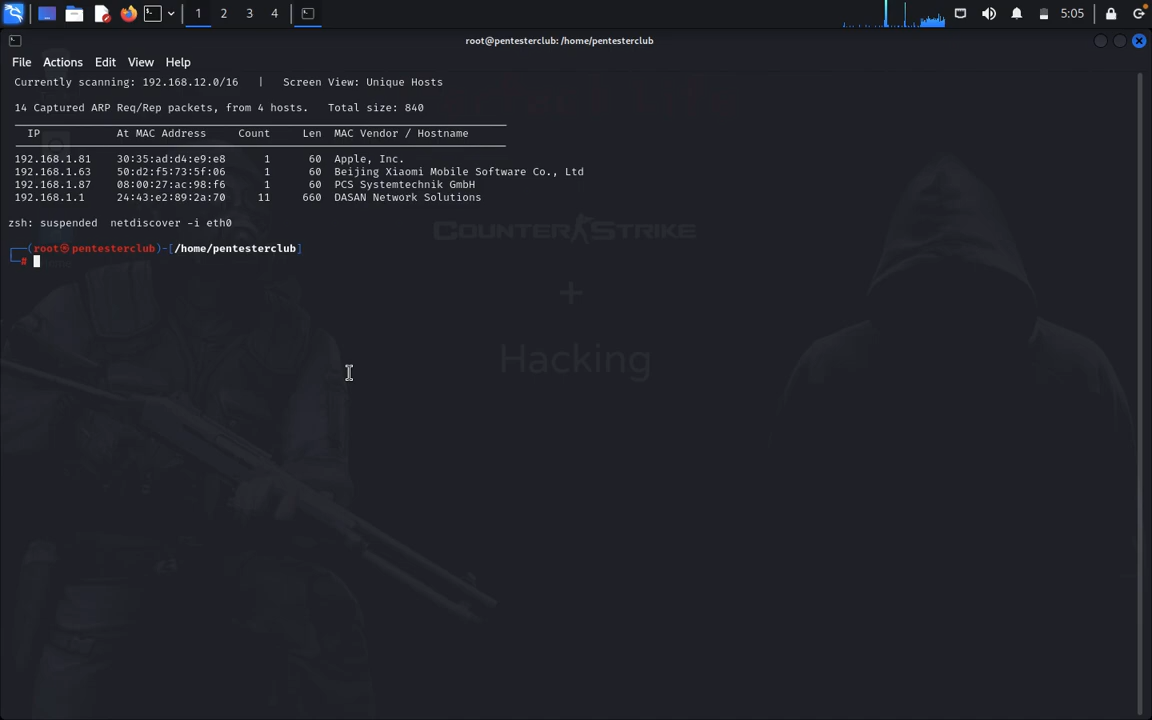 1 2 3 4 5:05
root@pentesterclub: /home/pentesterclub
File Actions Edit View Help
Currently scanning: 192.168.12.0/16 | Screen View: Unique Hosts
14 Captured ARP Req/Rep packets, from 4 hosts. Total size: 840
IP At MAC Address Count Len MAC Vendor / Hostname
192.168.1.81 30:35:ad:d4:e9:e8 1 60 Apple, Inc.
192.168.1.63 50:d2:f5:73:5f:06 1 60 Beijing Xiaomi Mobile Software Co., Ltd
192.168.1.87 08:00:27:ac:98:f6 1 60 PCS Systemtechnik GmbH
192.168.1.1 24:43:e2:89:2a:70 11 660 DASAN Network Solutions
zsh: suspended netdiscover -i eth0
┌──(root㉿pentesterclub)-[/home/pentesterclub]
└─#
COUNTER STRIKE
+
Hacking